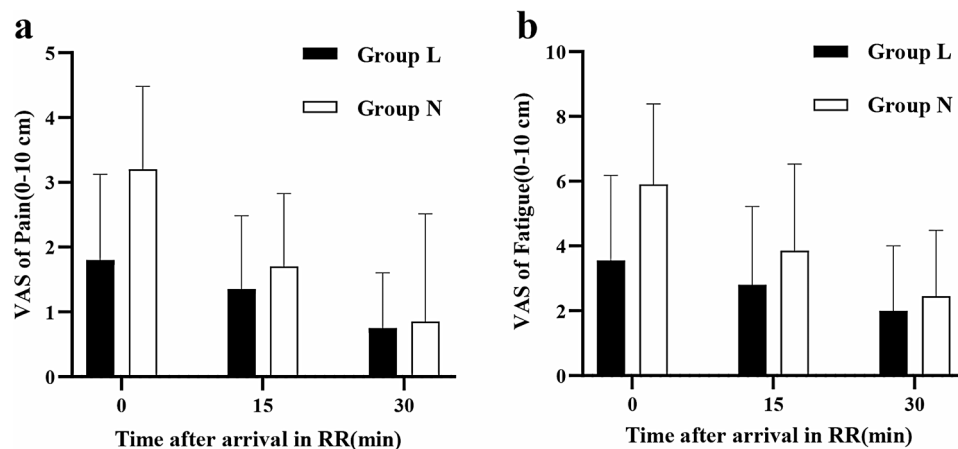 a
VAS of Pain(0-10 cm)
5
4
3
2
1
0
Group L
Group N
0 15 30
Time after arrival in RR(min)
b
VAS of Fatigue(0-10 cm)
10
8
6
4
2
0
Group L
Group N
0 15 30
Time after arrival in RR(min)